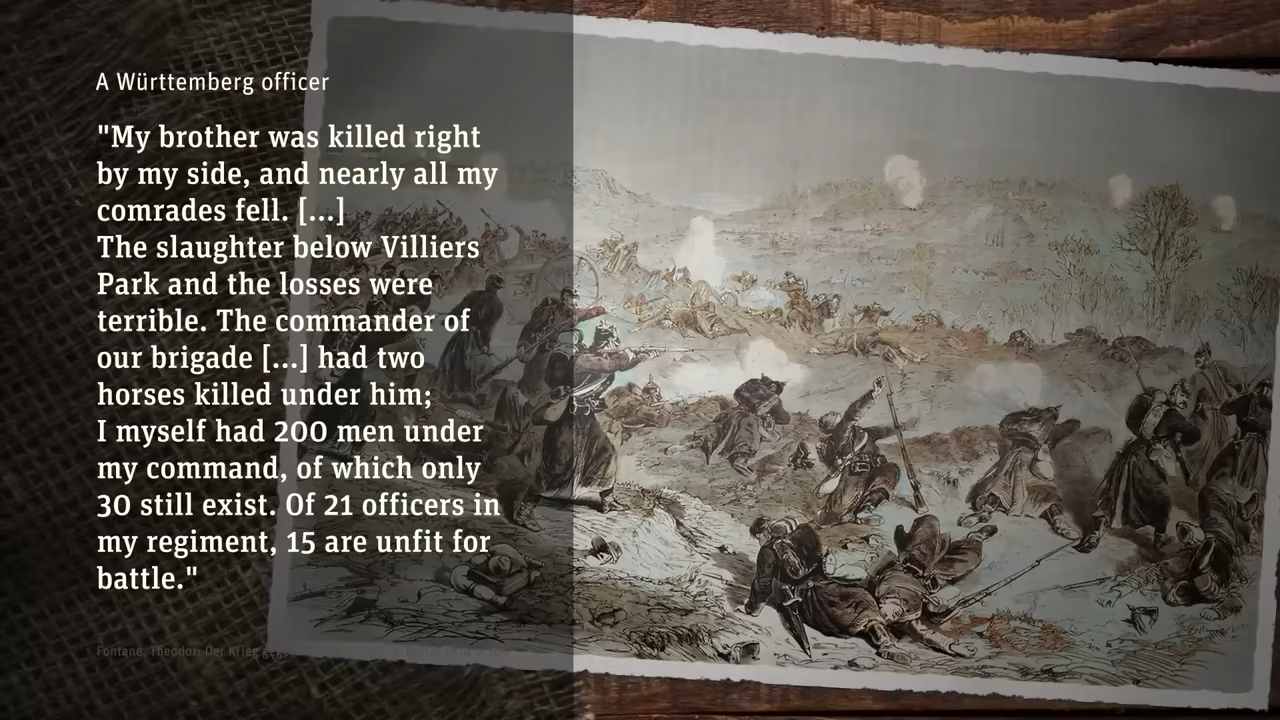 A Württemberg officer
"My brother was killed right
by my side, and nearly all my
comrades fell. [...]
The slaughter below Villiers
Park and the losses were
terrible. The commander of
our brigade [...] had two
horses killed under him;
I myself had 200 men under
my command, of which only
30 still exist. Of 21 officers in
my regiment, 15 are unfit for
battle."
Fontane, Theodor: Der Krieg